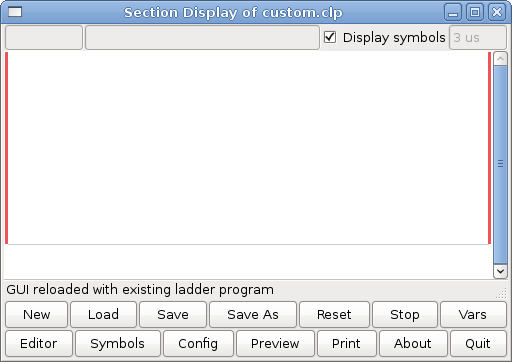 Section Display of custom.clp
Display symbols 3 us
GUI reloaded with existing ladder program
New Load Save Save As Reset Stop Vars
Editor Symbols Config Preview Print About Quit